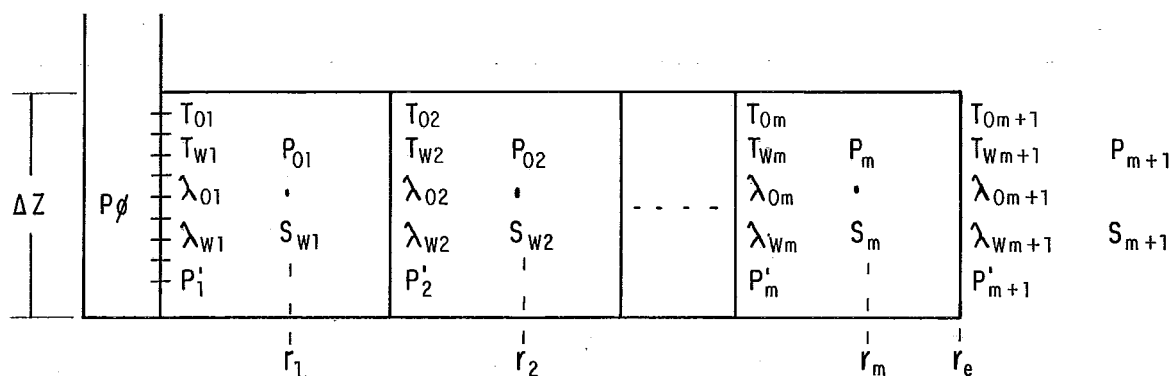 T01 T02 T0m T0m+1
TW1 P01 TW2 P02 TWm Pm TWm+1 Pm+1
ΔZ Pø λ01 λ02 λ0m λ0m+1
λW1 SW1 λW2 SW2 λWm Sm λWm+1 Sm+1
P'1 P'2 P'm P'm+1
r1 r2 rm re